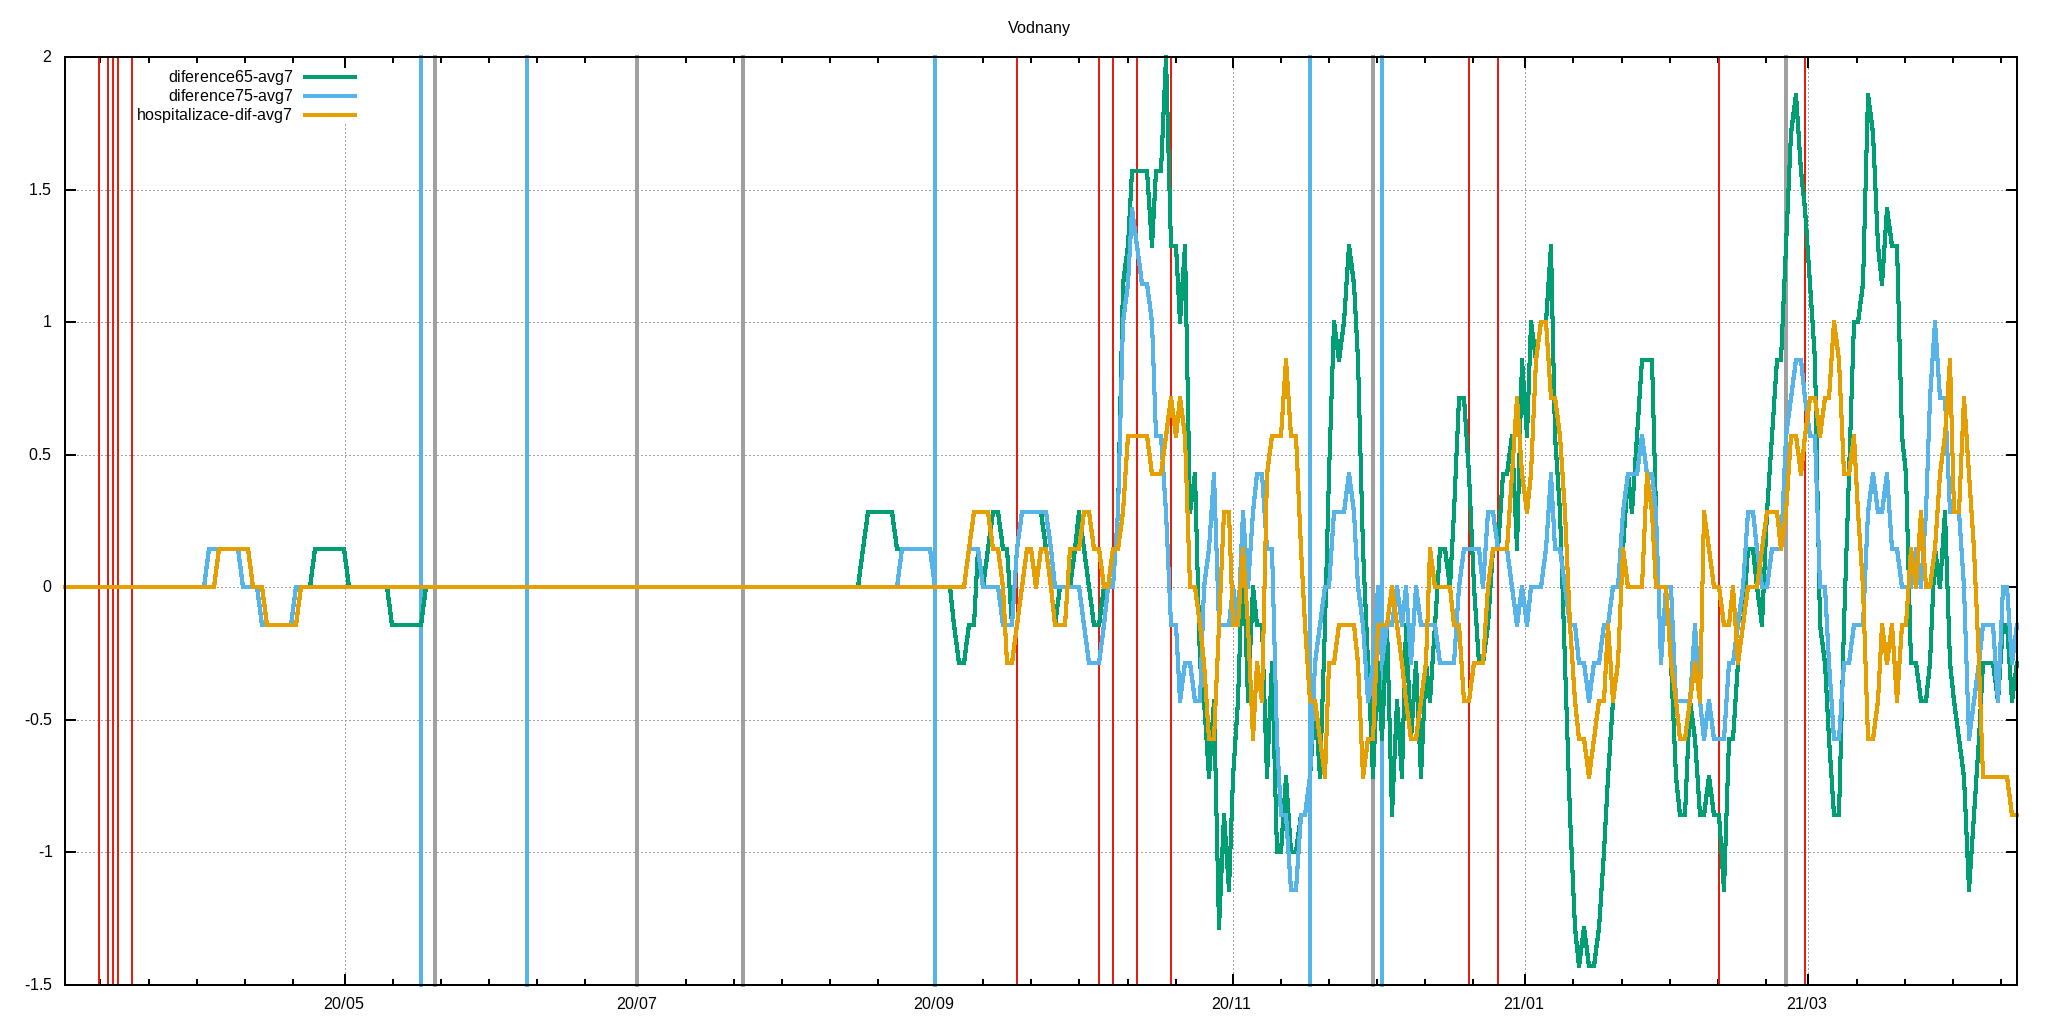 Vodnany
diference65-avg7
diference75-avg7
hospitalizace-dif-avg7
2
1.5
1
0.5
0
-0.5
-1
-1.5
20/05 20/07 20/09 20/11 21/01 21/03